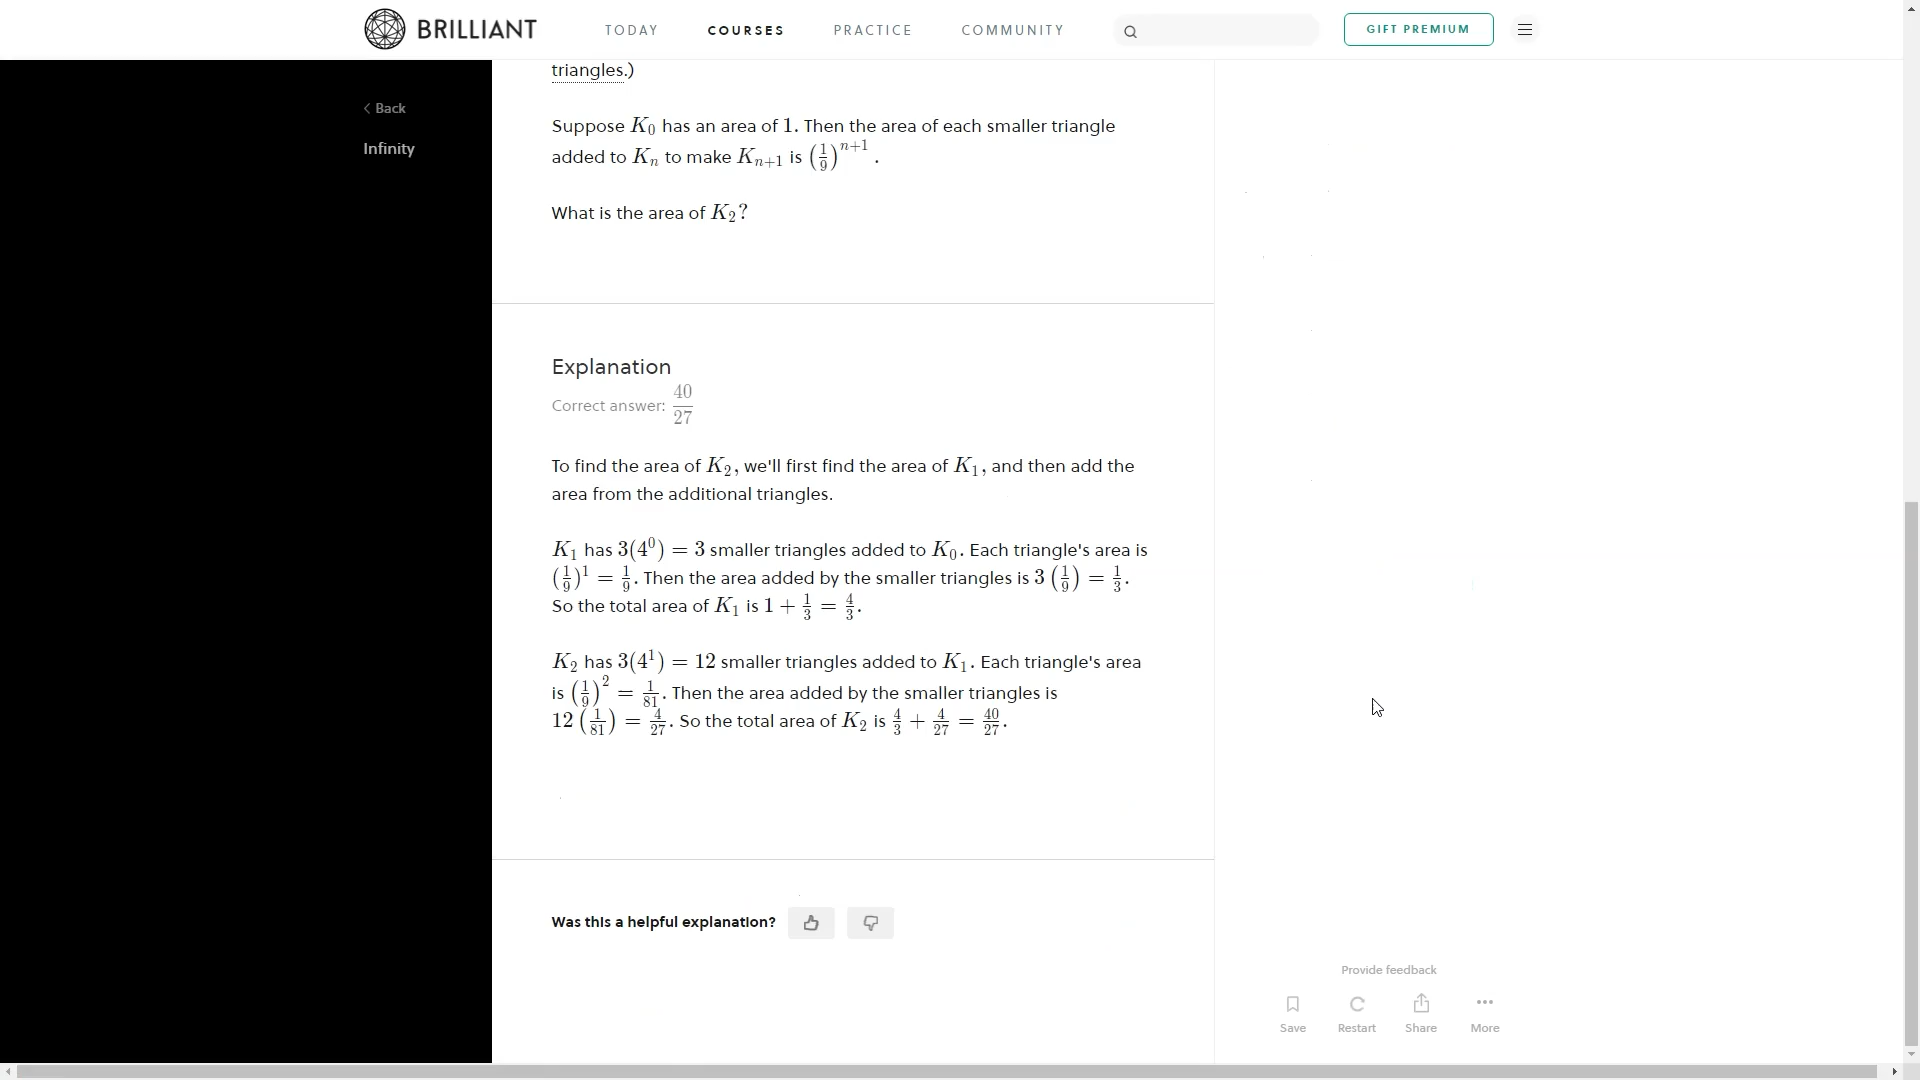 BRILLIANT TODAY COURSES PRACTICE COMMUNITY GIFT PREMIUM
Back
Infinity
triangles.)
Suppose K₀ has an area of 1. Then the area of each smaller triangle
added to Kₙ to make Kₙ₊₁ is (1/9)ⁿ⁺¹.
What is the area of K₂?
Explanation
Correct answer: 40/27
To find the area of K₂, we'll first find the area of K₁, and then add the
area from the additional triangles.
K₁ has 3(4⁰) = 3 smaller triangles added to K₀. Each triangle's area is
(1/9)¹ = 1/9. Then the area added by the smaller triangles is 3(1/9) = 1/3.
So the total area of K₁ is 1 + 1/3 = 4/3.
K₂ has 3(4¹) = 12 smaller triangles added to K₁. Each triangle's area
is (1/9)² = 1/81. Then the area added by the smaller triangles is
12(1/81) = 4/27. So the total area of K₂ is 4/3 + 4/27 = 40/27.
Was this a helpful explanation?
Provide feedback
Save Restart Share More